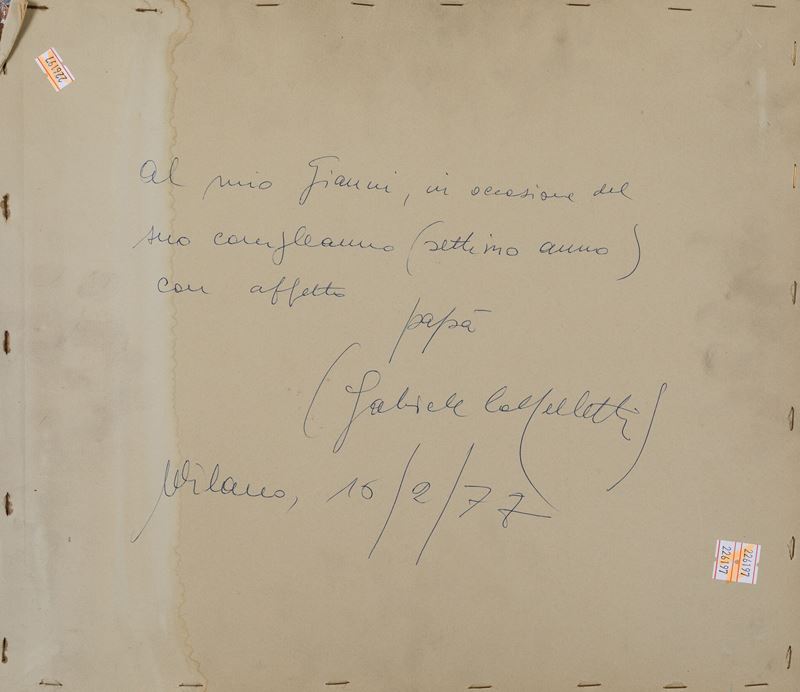 226197
Al mio Gianni, in occasione del
suo compleanno (settimo anno)
con affetto
papà
(Gabriele
Milano, 16/2/77
226197
226197